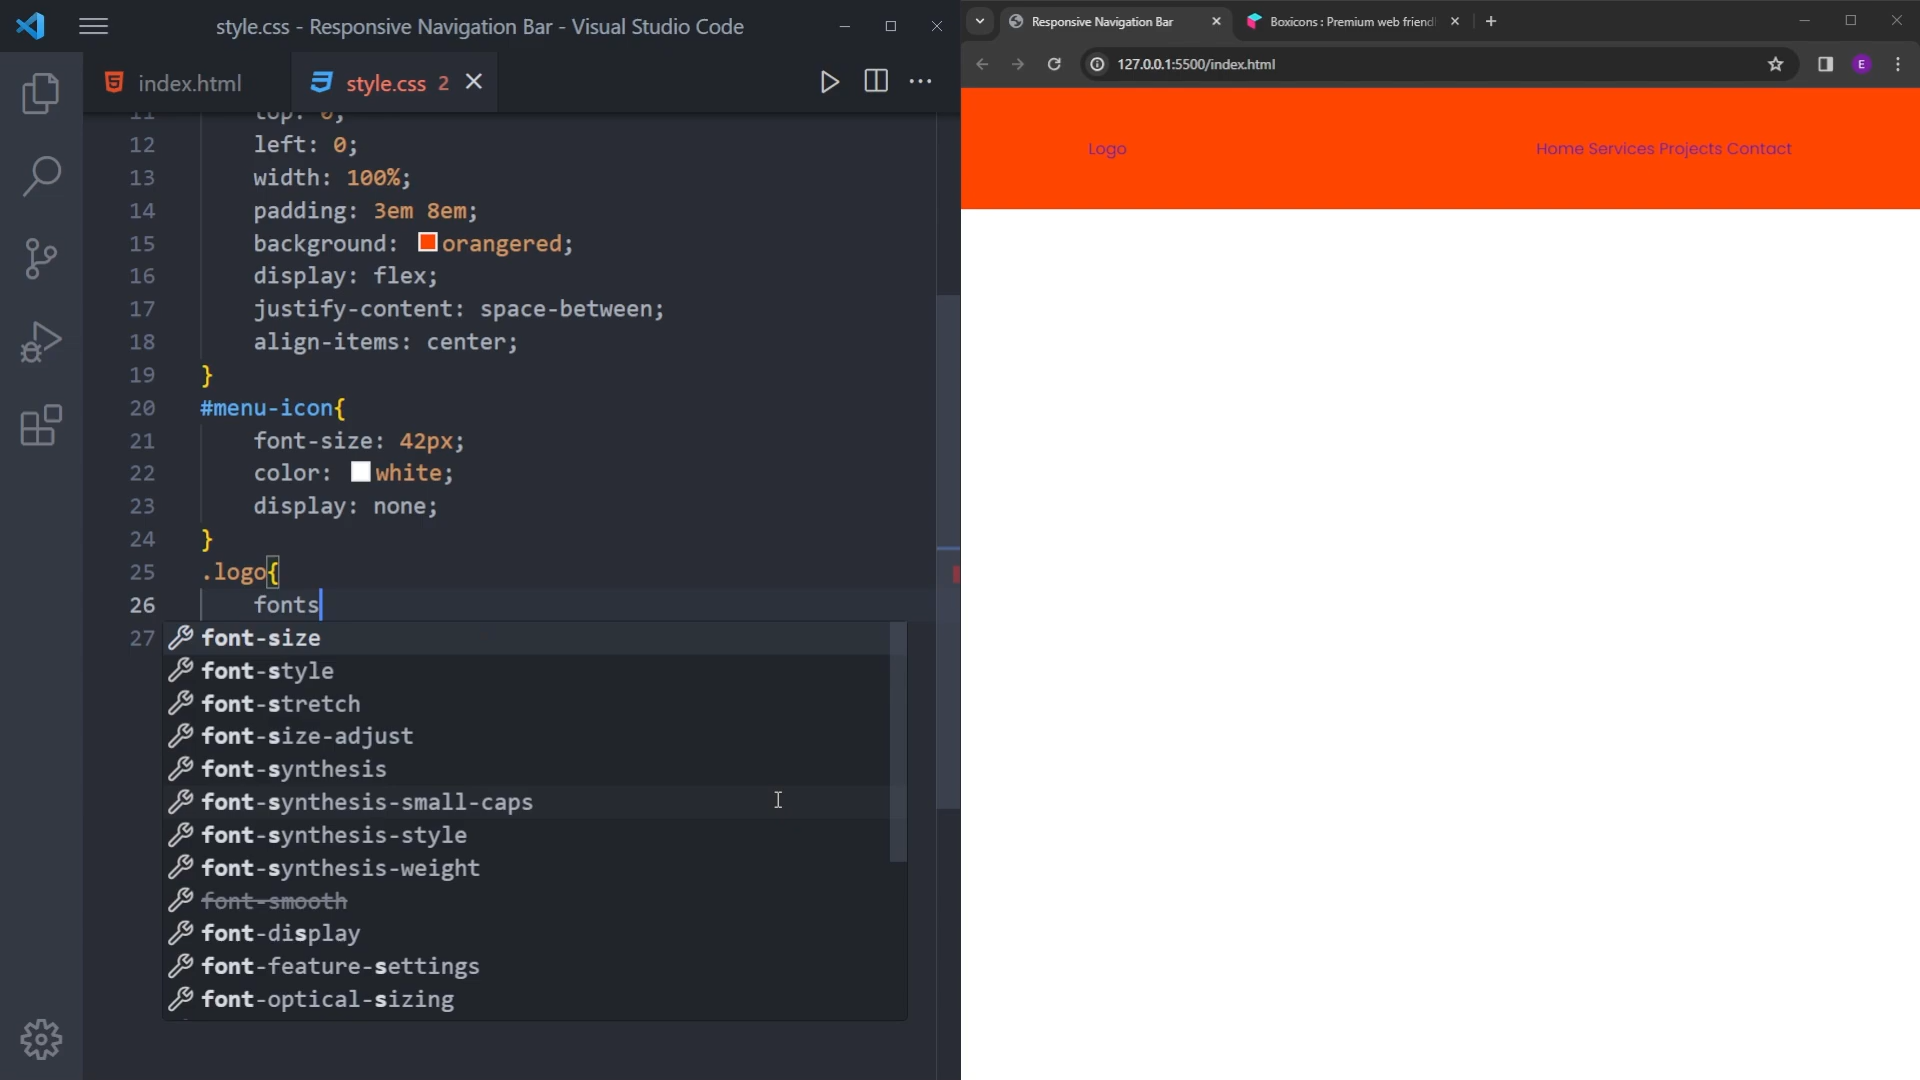 style.css - Responsive Navigation Bar - Visual Studio Code
index.html
style.css 2
11 top: 0;
12 left: 0;
13 width: 100%;
14 padding: 3em 8em;
15 background: orangered;
16 display: flex;
17 justify-content: space-between;
18 align-items: center;
19 }
20 #menu-icon{
21 font-size: 42px;
22 color: white;
23 display: none;
24 }
25 .logo{
26 fonts
27
font-size
font-style
font-stretch
font-size-adjust
font-synthesis
font-synthesis-small-caps
font-synthesis-style
font-synthesis-weight
font-smooth
font-display
font-feature-settings
font-optical-sizing
Responsive Navigation Bar
Boxicons : Premium web friend
127.0.0.1:5500/index.html
E
Logo
Home Services Projects Contact